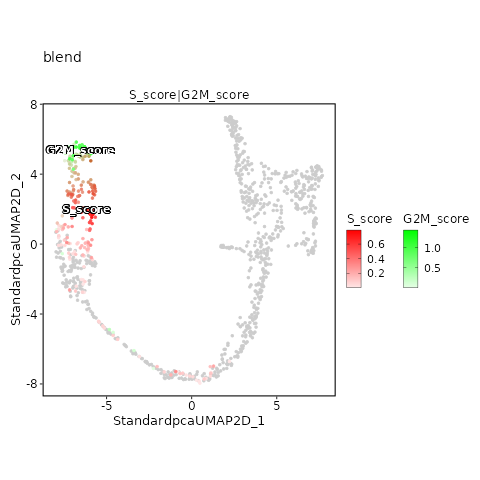 blend
S_score|G2M_score
8
4
0
-4
-8
StandardpcaUMAP2D_2
G2M_score
S_score
-5
0
5
StandardpcaUMAP2D_1
S_score
0.6
0.4
0.2
G2M_score
1.0
0.5